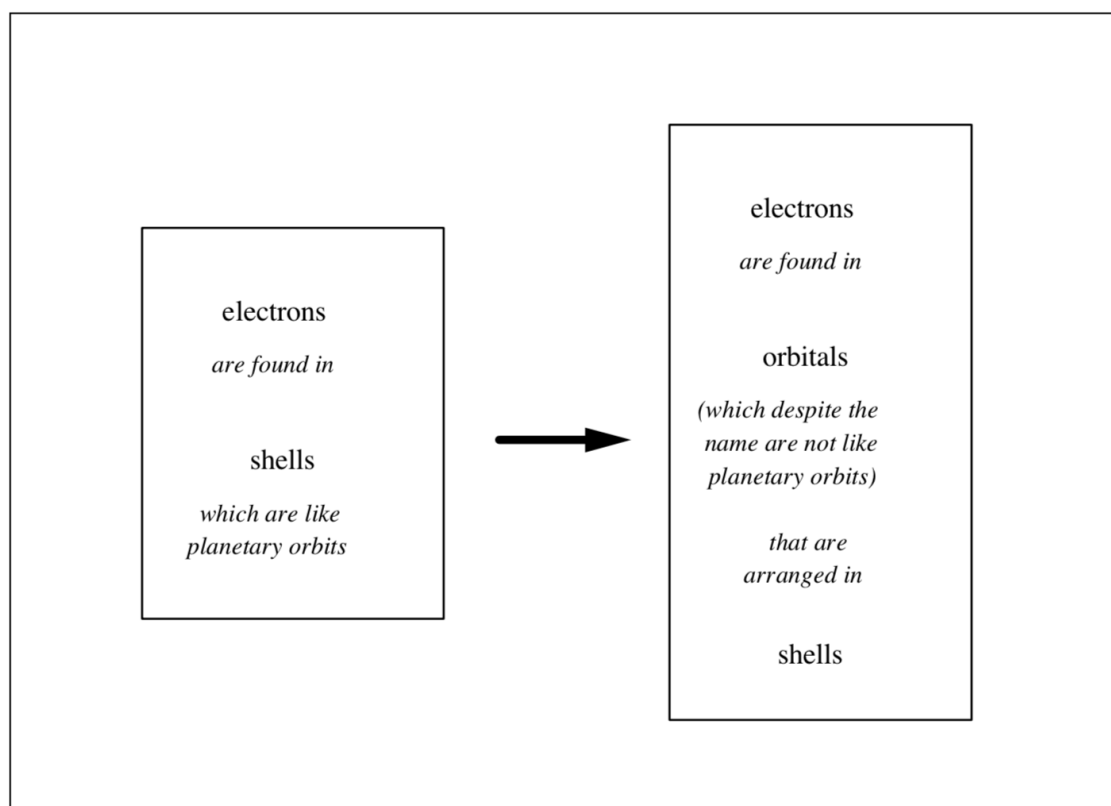 electrons
are found in
shells
which are like
planetary orbits
electrons
are found in
orbitals
(which despite the
name are not like
planetary orbits)
that are
arranged in
shells